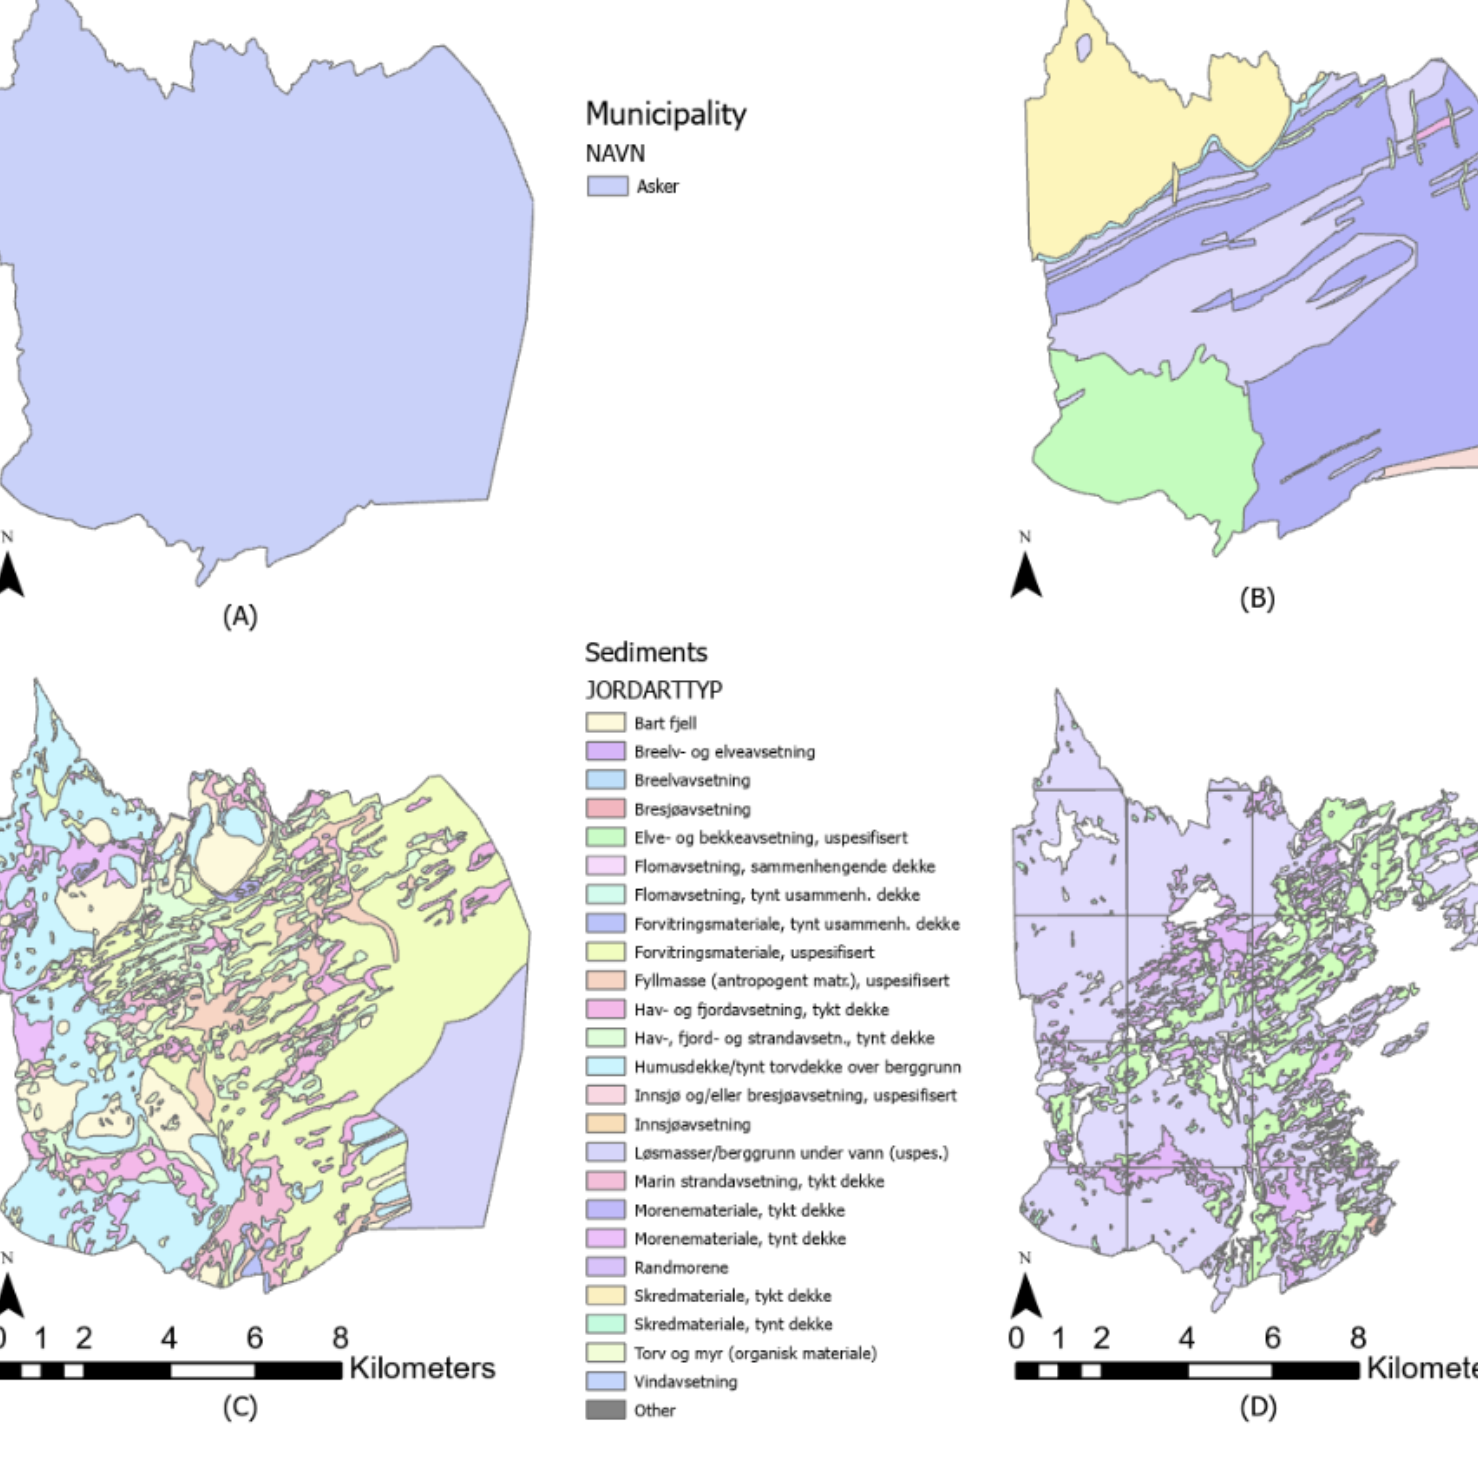 Municipality
NAVN
Asker
N
(A)
N
(B)
Sediments
JORDARTTYP
Bart fjell
Breelv- og elveavsetning
Breelvavsetning
Bresjøavsetning
Elve- og bekkeavsetning, uspesifisert
Flomavsetning, sammenhengende dekke
Flomavsetning, tynt usammenh. dekke
Forvitringsmateriale, tynt usammenh. dekke
Forvitringsmateriale, uspesifisert
Fyllmasse (antropogent matr.), uspesifisert
Hav- og fjordavsetning, tykt dekke
Hav-, fjord- og strandavsetn., tynt dekke
Humusdekke/tynt torvdekke over berggrunn
Innsjø og/eller bresjøavsetning, uspesifisert
Innsjøavsetning
Løsmasser/berggrunn under vann (uspes.)
Marin strandavsetning, tykt dekke
Morenemateriale, tykt dekke
Morenemateriale, tynt dekke
Randmorene
Skredmateriale, tykt dekke
Skredmateriale, tynt dekke
Torv og myr (organisk materiale)
Vindavsetning
Other
N
0 1 2 4 6 8
Kilometers
(C)
N
0 1 2 4 6 8
Kilomete
(D)